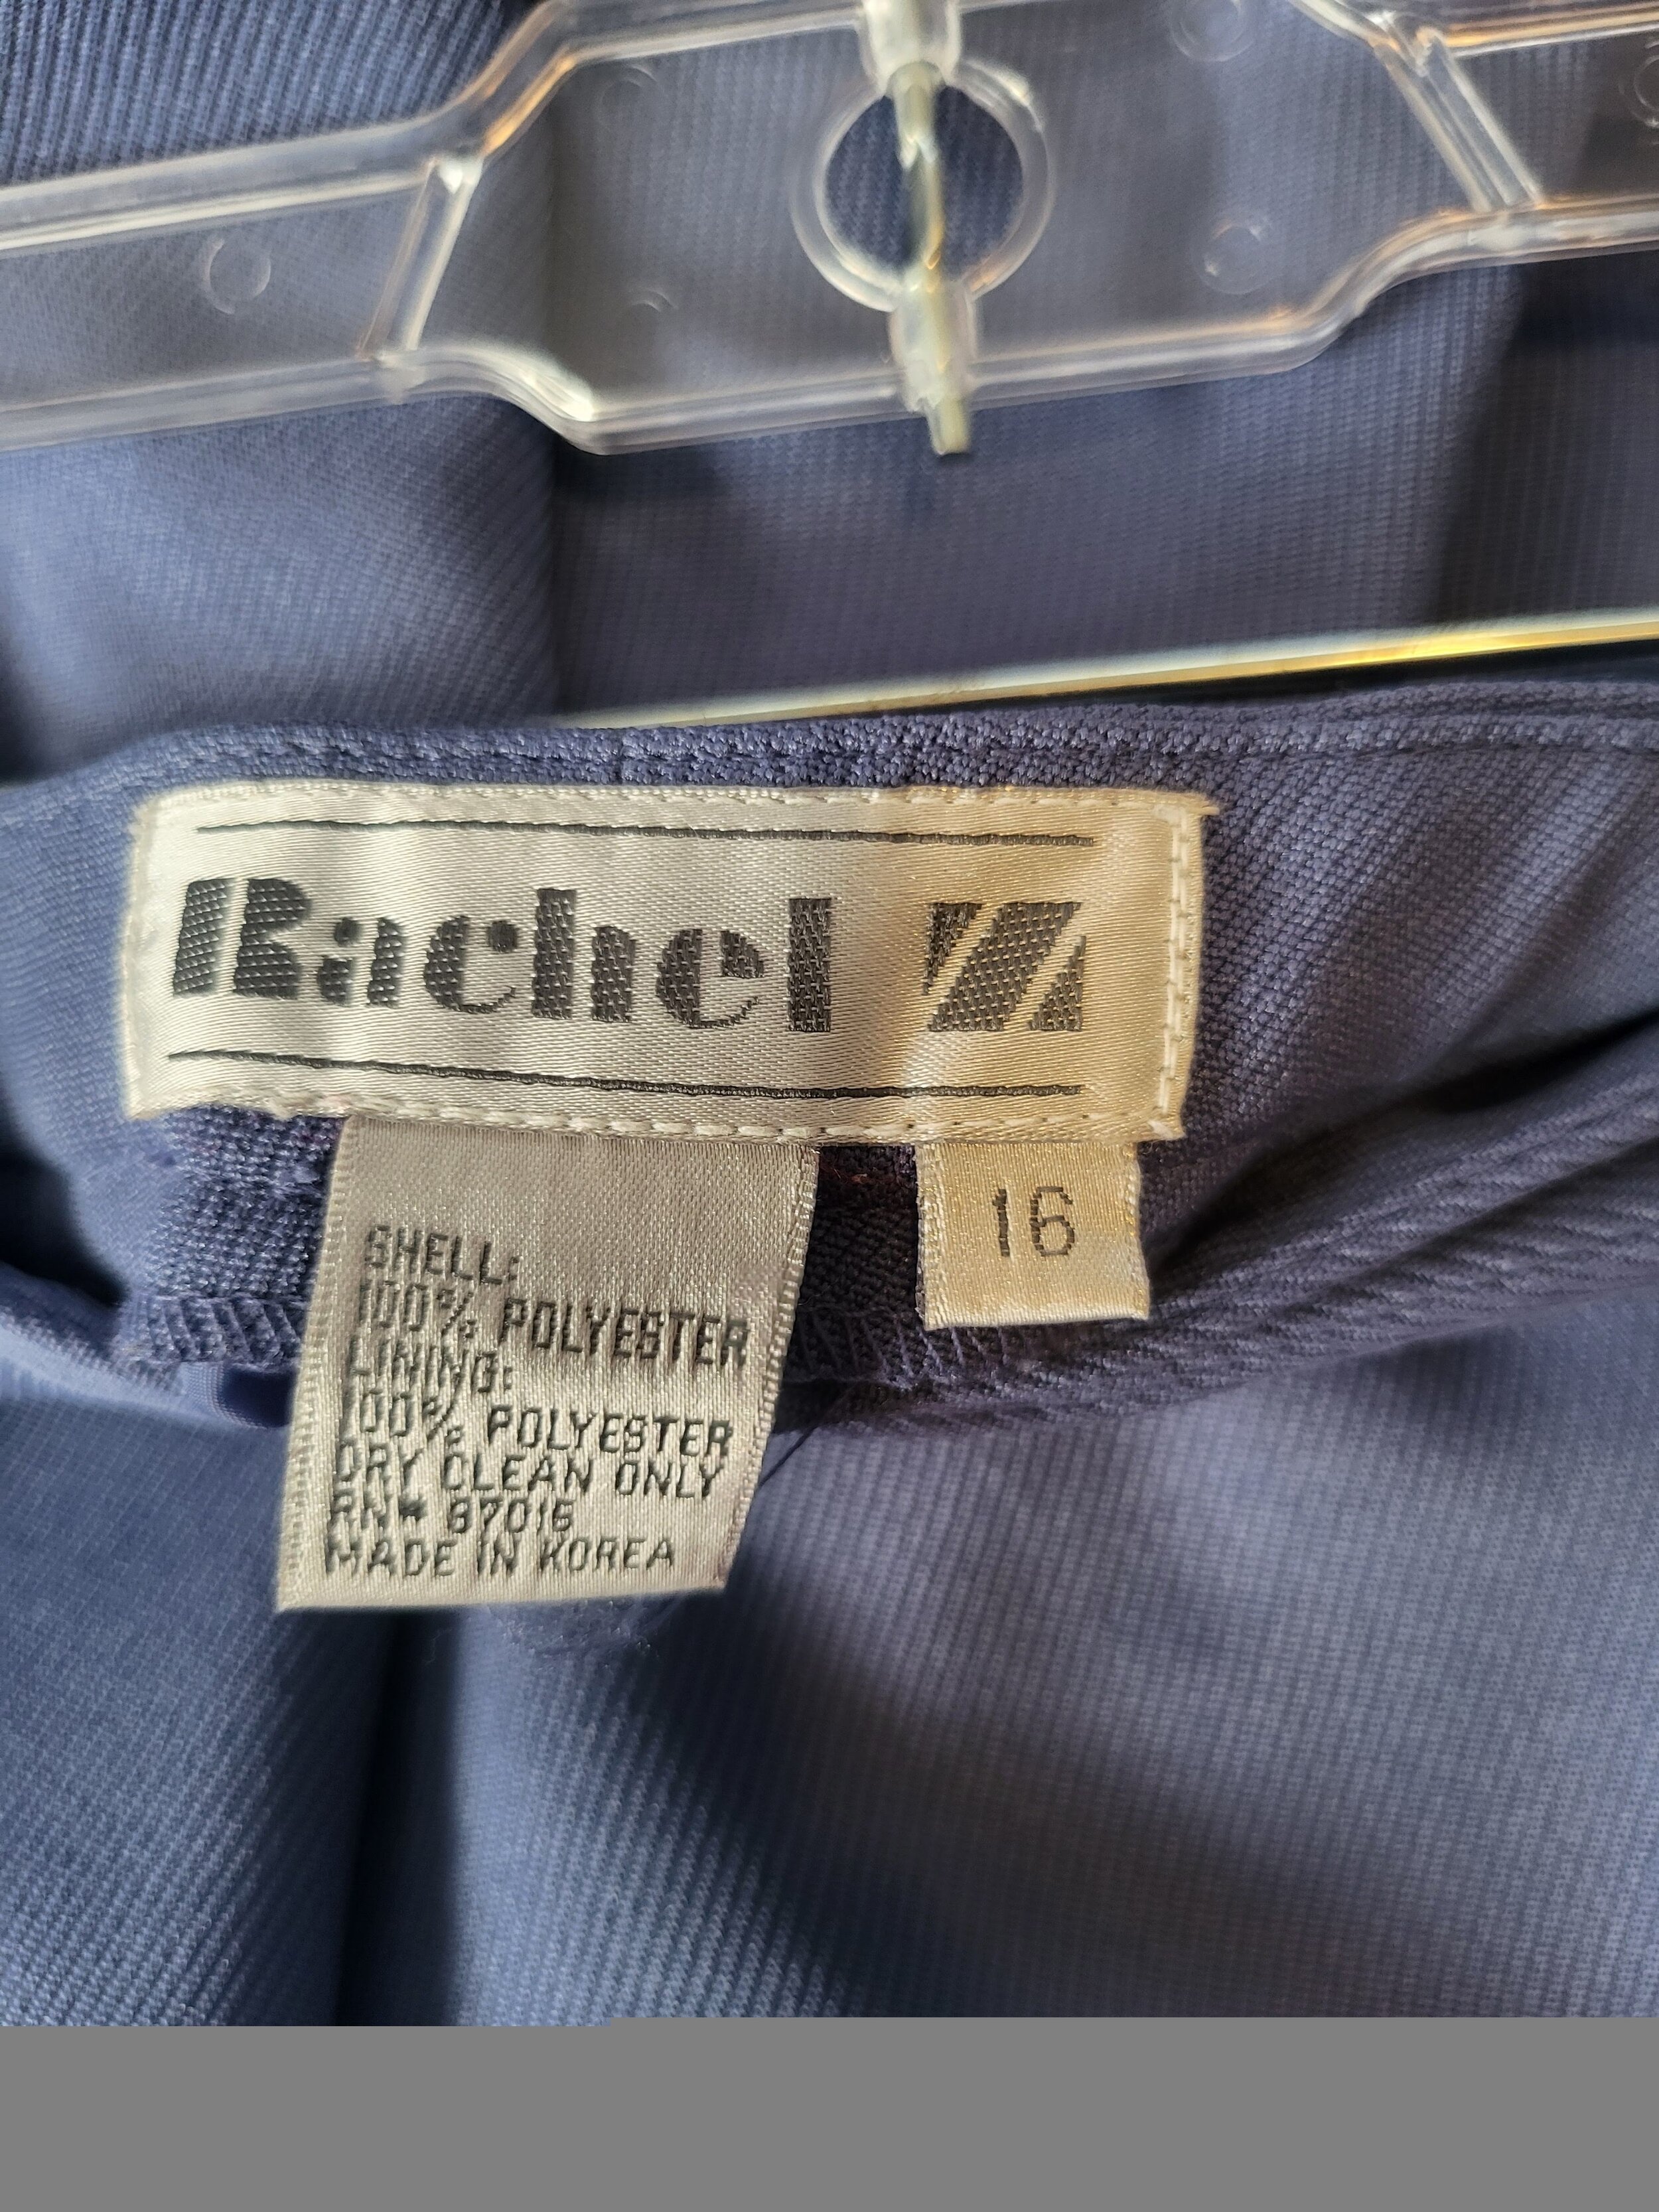 Rachel Z
16
SHELL:
100% POLYESTER
LINING:
100% POLYESTER
DRY CLEAN ONLY
RN# 87016
MADE IN KOREA